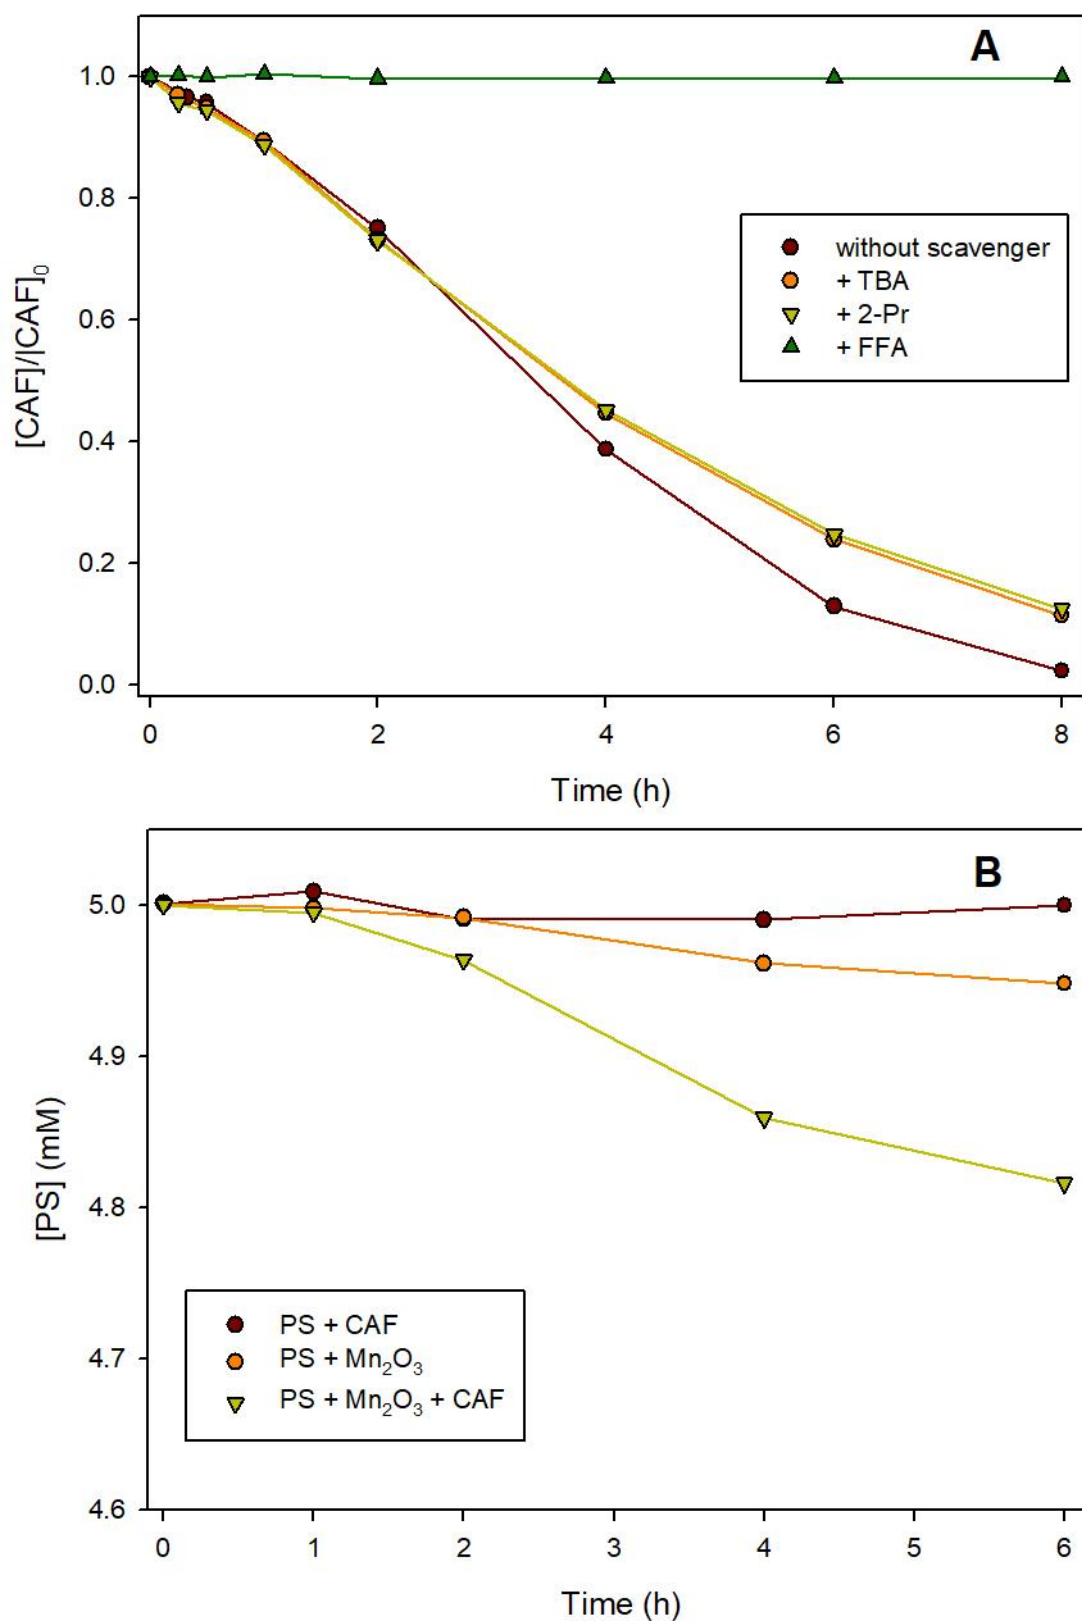 A
1.0
0.8
0.6
0.4
0.2
0.0
[CAF]/|CAF]₀
without scavenger
+ TBA
+ 2-Pr
+ FFA
0 2 4 6 8
Time (h)
B
5.0
4.9
4.8
4.7
4.6
[PS] (mM)
PS + CAF
PS + Mn₂O₃
PS + Mn₂O₃ + CAF
0 1 2 3 4 5 6
Time (h)